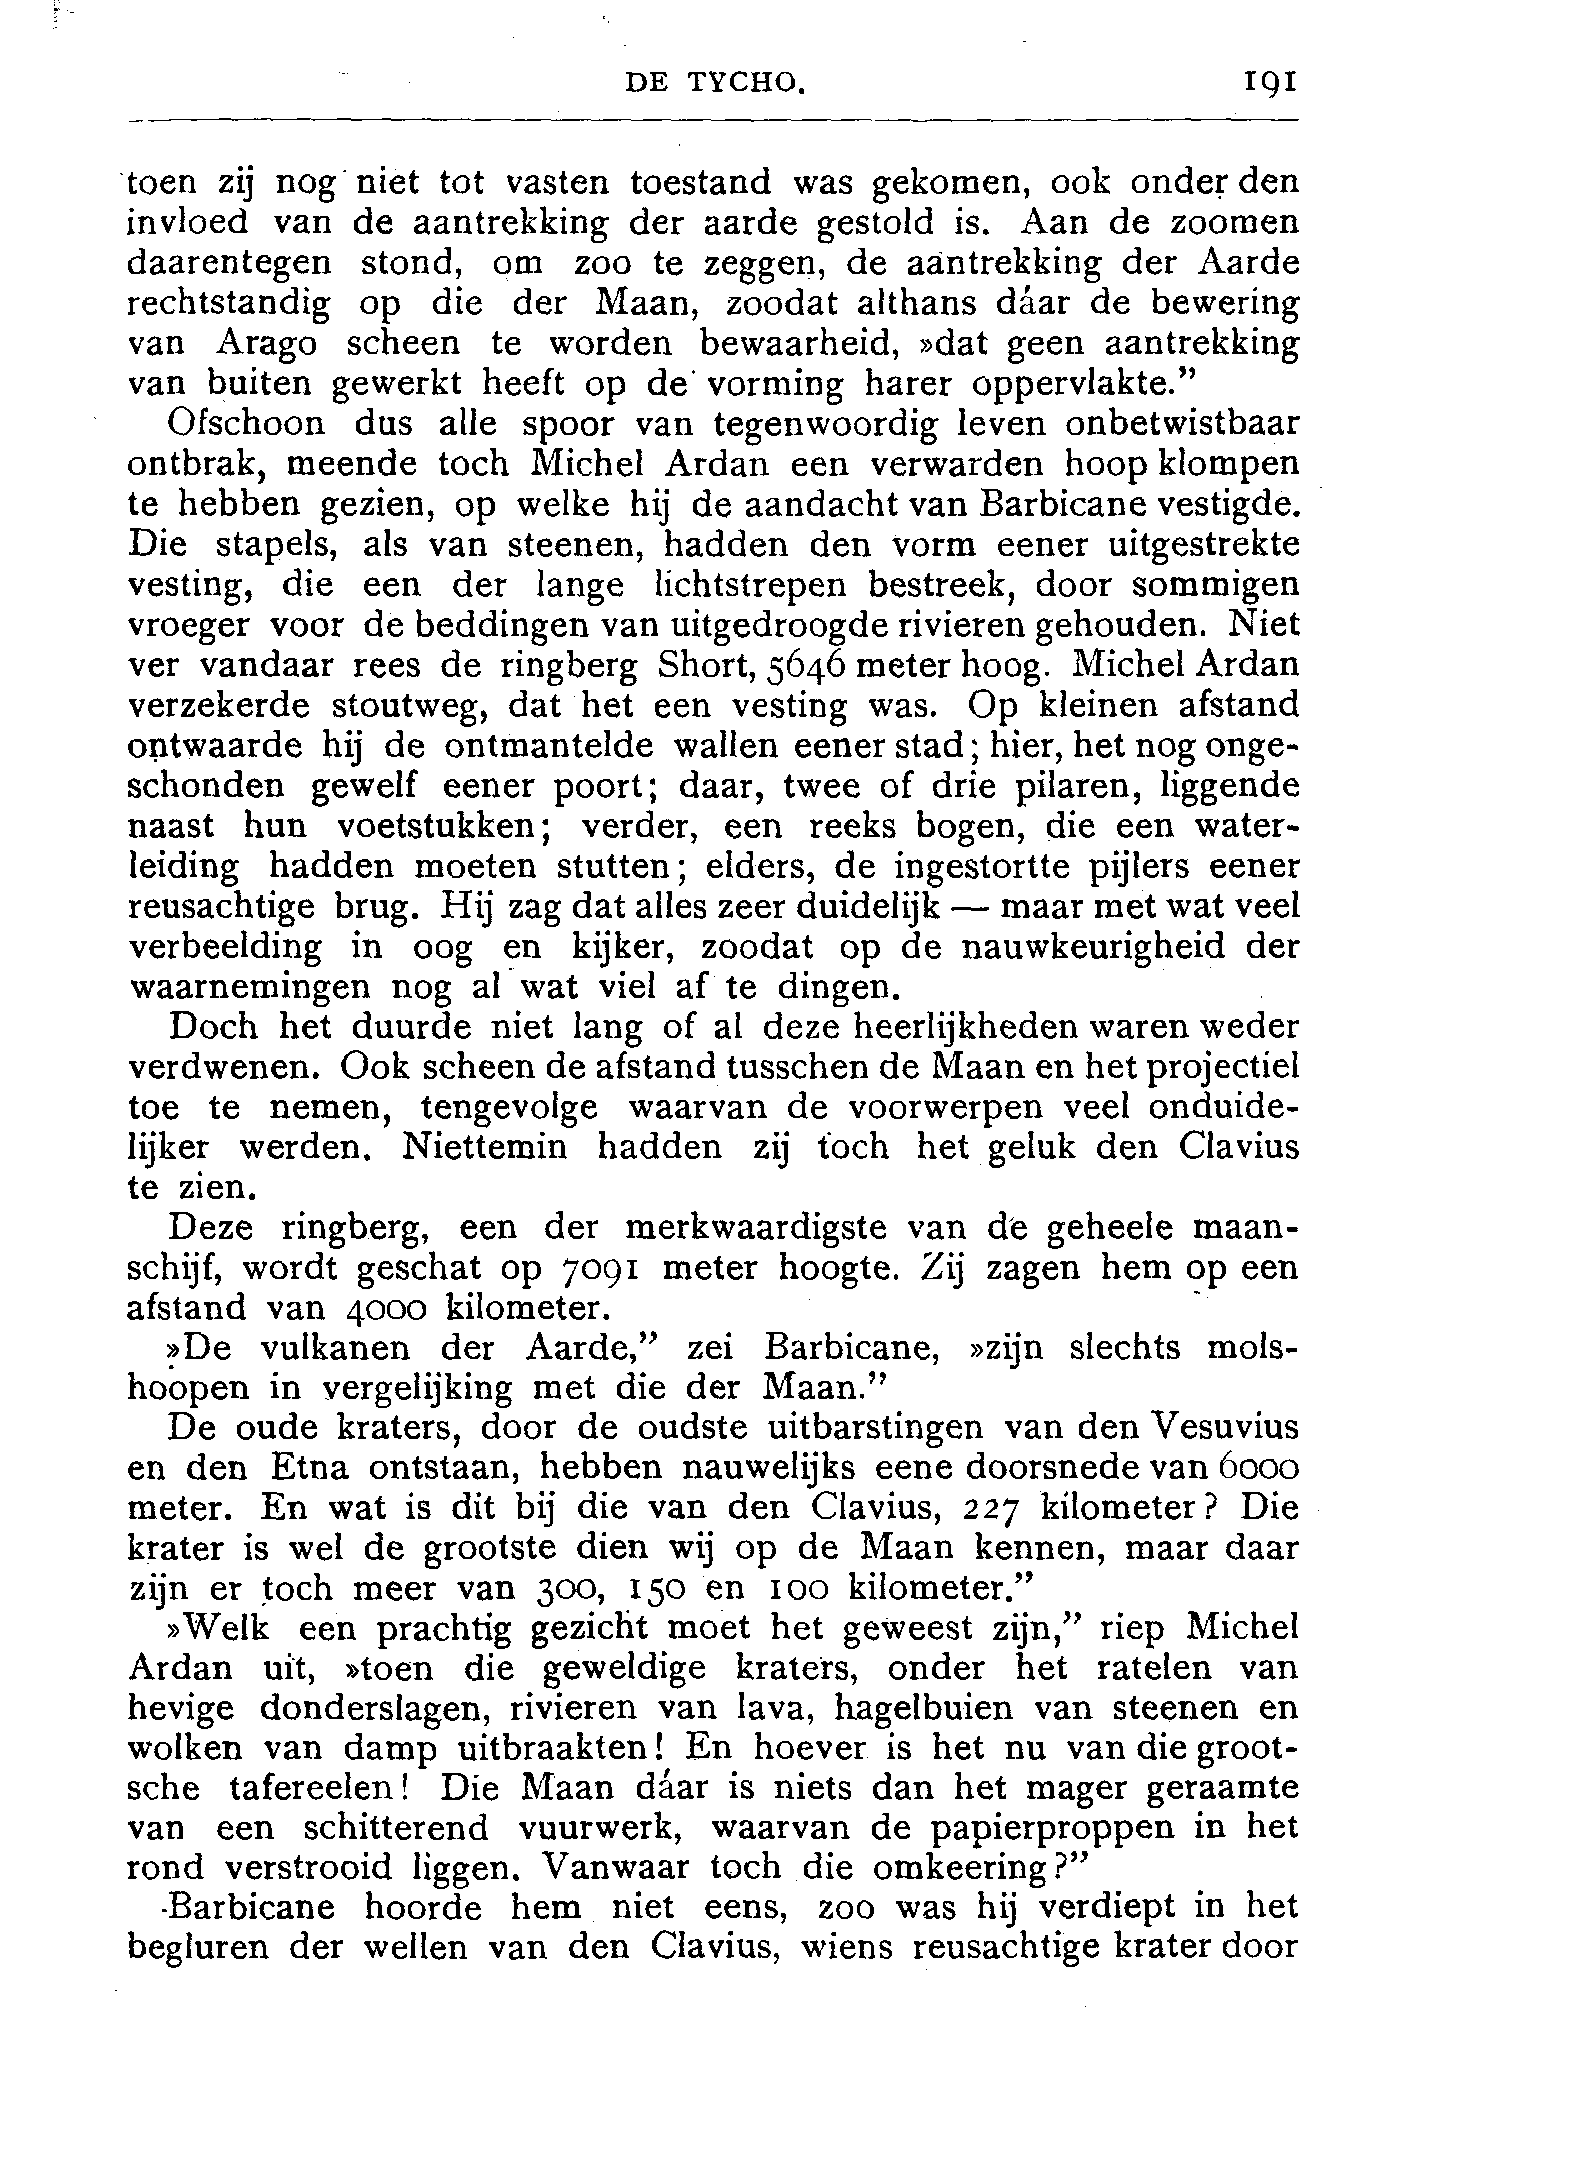 DE TYCHO. 191
toen zij nog niet tot vasten toestand was gekomen, ook onder den
invloed van de aantrekking der aarde gestold is. Aan de zoomen
daarentegen stond, om zoo te zeggen, de aantrekking der Aarde
rechtstandig op die der Maan, zoodat althans dáar de bewering
van Arago scheen te worden bewaarheid, »dat geen aantrekking
van buiten gewerkt heeft op de vorming harer oppervlakte.”
Ofschoon dus alle spoor van tegenwoordig leven onbetwistbaar
ontbrak, meende toch Michel Ardan een verwarden hoop klompen
te hebben gezien, op welke hij de aandacht van Barbicane vestigde.
Die stapels, als van steenen, hadden den vorm eener uitgestrekte
vesting, die een der lange lichtstrepen bestreek, door sommigen
vroeger voor de beddingen van uitgedroogde rivieren gehouden. Niet
ver vandaar rees de ringberg Short, 5646 meter hoog. Michel Ardan
verzekerde stoutweg, dat het een vesting was. Op kleinen afstand
ontwaarde hij de ontmantelde wallen eener stad; hier, het nog onge-
schonden gewelf eener poort; daar, twee of drie pilaren, liggende
naast hun voetstukken; verder, een reeks bogen, die een water-
leiding hadden moeten stutten; elders, de ingestortte pijlers eener
reusachtige brug. Hij zag dat alles zeer duidelijk — maar met wat veel
verbeelding in oog en kijker, zoodat op de nauwkeurigheid der
waarnemingen nog al wat viel af te dingen.
Doch het duurde niet lang of al deze heerlijkheden waren weder
verdwenen. Ook scheen de afstand tusschen de Maan en het projectiel
toe te nemen, tengevolge waarvan de voorwerpen veel onduide-
lijker werden. Niettemin hadden zij toch het geluk den Clavius
te zien.
Deze ringberg, een der merkwaardigste van de geheele maan-
schijf, wordt geschat op 7091 meter hoogte. Zij zagen hem op een
afstand van 4000 kilometer.
»De vulkanen der Aarde,” zei Barbicane, »zijn slechts mols-
hoopen in vergelijking met die der Maan.”
De oude kraters, door de oudste uitbarstingen van den Vesuvius
en den Etna ontstaan, hebben nauwelijks eene doorsnede van 6000
meter. En wat is dit bij die van den Clavius, 227 kilometer? Die
krater is wel de grootste dien wij op de Maan kennen, maar daar
zijn er toch meer van 300, 150 en 100 kilometer.”
»Welk een prachtig gezicht moet het geweest zijn,” riep Michel
Ardan uit, »toen die geweldige kraters, onder het ratelen van
hevige donderslagen, rivieren van lava, hagelbuien van steenen en
wolken van damp uitbraakten! En hoever is het nu van die groot-
sche tafereelen! Die Maan dáar is niets dan het mager geraamte
van een schitterend vuurwerk, waarvan de papierproppen in het
rond verstrooid liggen. Vanwaar toch die omkeering?”
Barbicane hoorde hem niet eens, zoo was hij verdiept in het
begluren der wellen van den Clavius, wiens reusachtige krater door